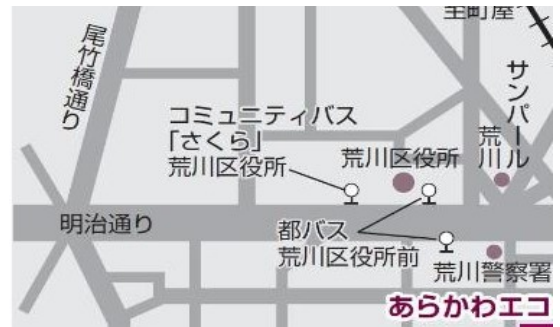 町屋
尾竹橋通り
サンパール
荒川
コミュニティバス
「さくら」
荒川区役所
荒川区役所
明治通り
都バス
荒川区役所前
荒川警察署
あらかわエコ